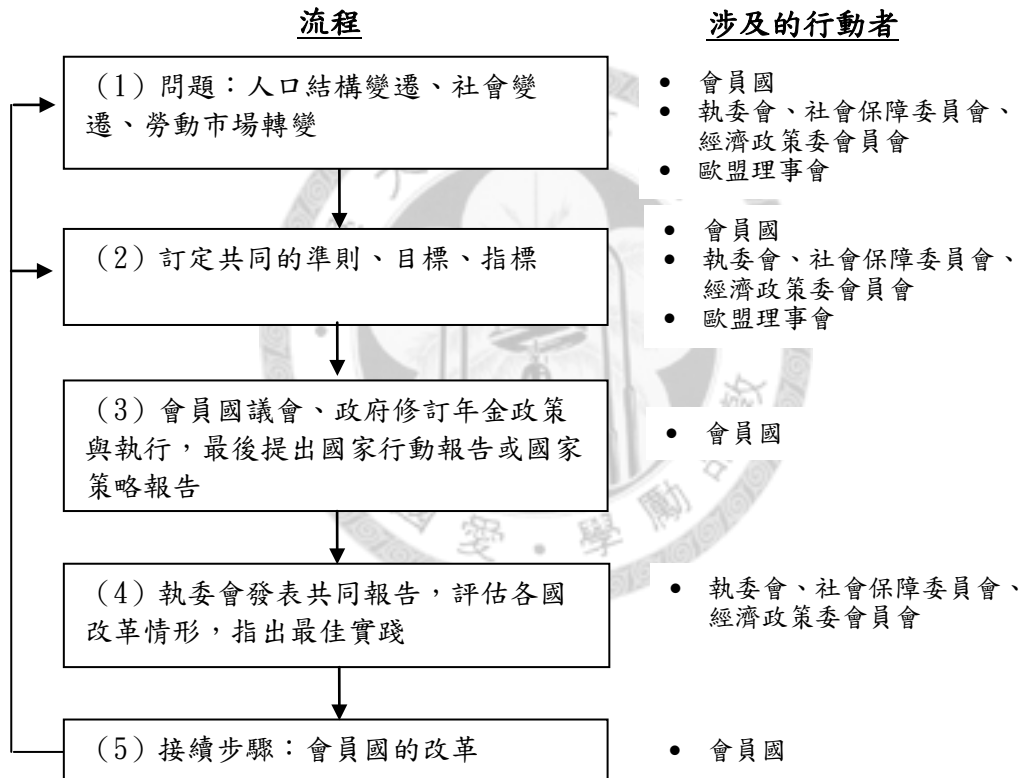 流程
涉及的行動者
（1）問題：人口結構變遷、社會變
遷、勞動市場轉變
• 會員國
• 執委會、社會保障委員會、
經濟政策委會員會
• 歐盟理事會
（2）訂定共同的準則、目標、指標
• 會員國
• 執委會、社會保障委員會、
經濟政策委會員會
• 歐盟理事會
（3）會員國議會、政府修訂年金政策
與執行，最後提出國家行動報告或國家
策略報告
• 會員國
（4）執委會發表共同報告，評估各國
改革情形，指出最佳實踐
• 執委會、社會保障委員會、
經濟政策委會員會
（5）接續步驟：會員國的改革
• 會員國